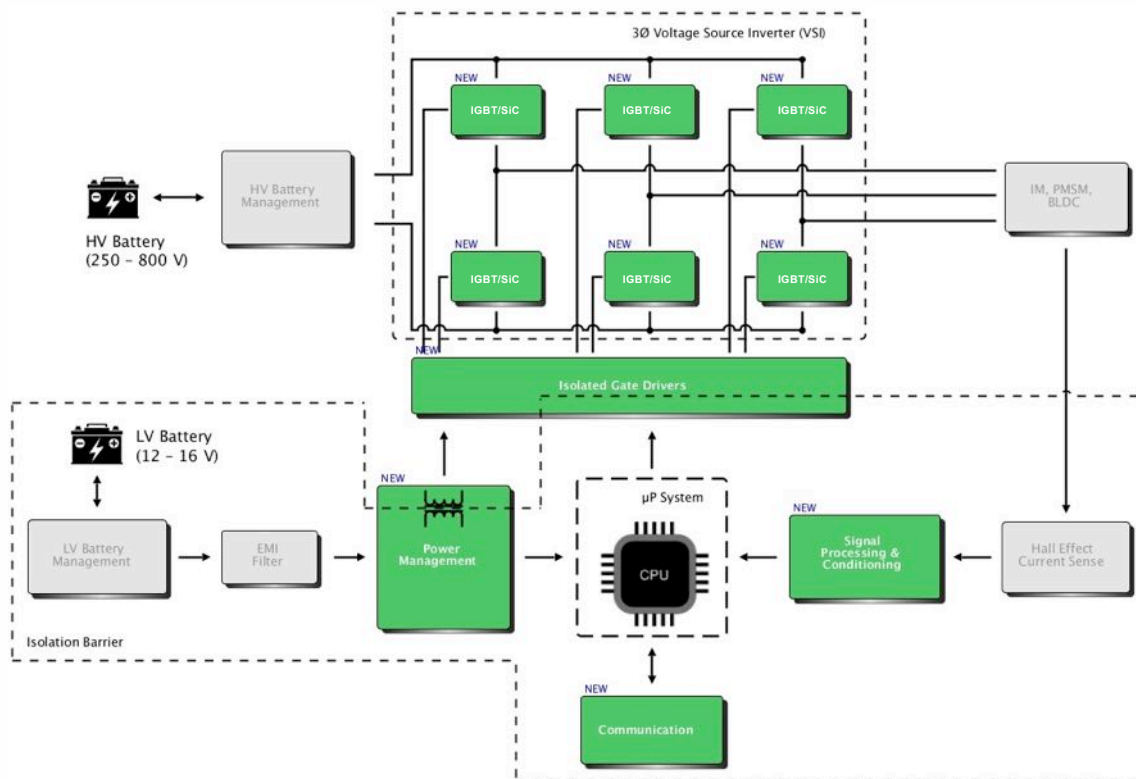 3Ø Voltage Source Inverter (VSI)
NEW
NEW
NEW
IGBT/SiC
IGBT/SiC
IGBT/SiC
HV Battery
Management
IM, PMSM,
BLDC
HV Battery
(250 – 800 V)
NEW
NEW
NEW
IGBT/SiC
IGBT/SiC
IGBT/SiC
NEW
Isolated Gate Drivers
LV Battery
(12 – 16 V)
NEW
µP System
NEW
LV Battery
Management
EMI
Filter
Power
Management
CPU
Signal
Processing &
Conditioning
Hall Effect
Current Sense
Isolation Barrier
NEW
Communication